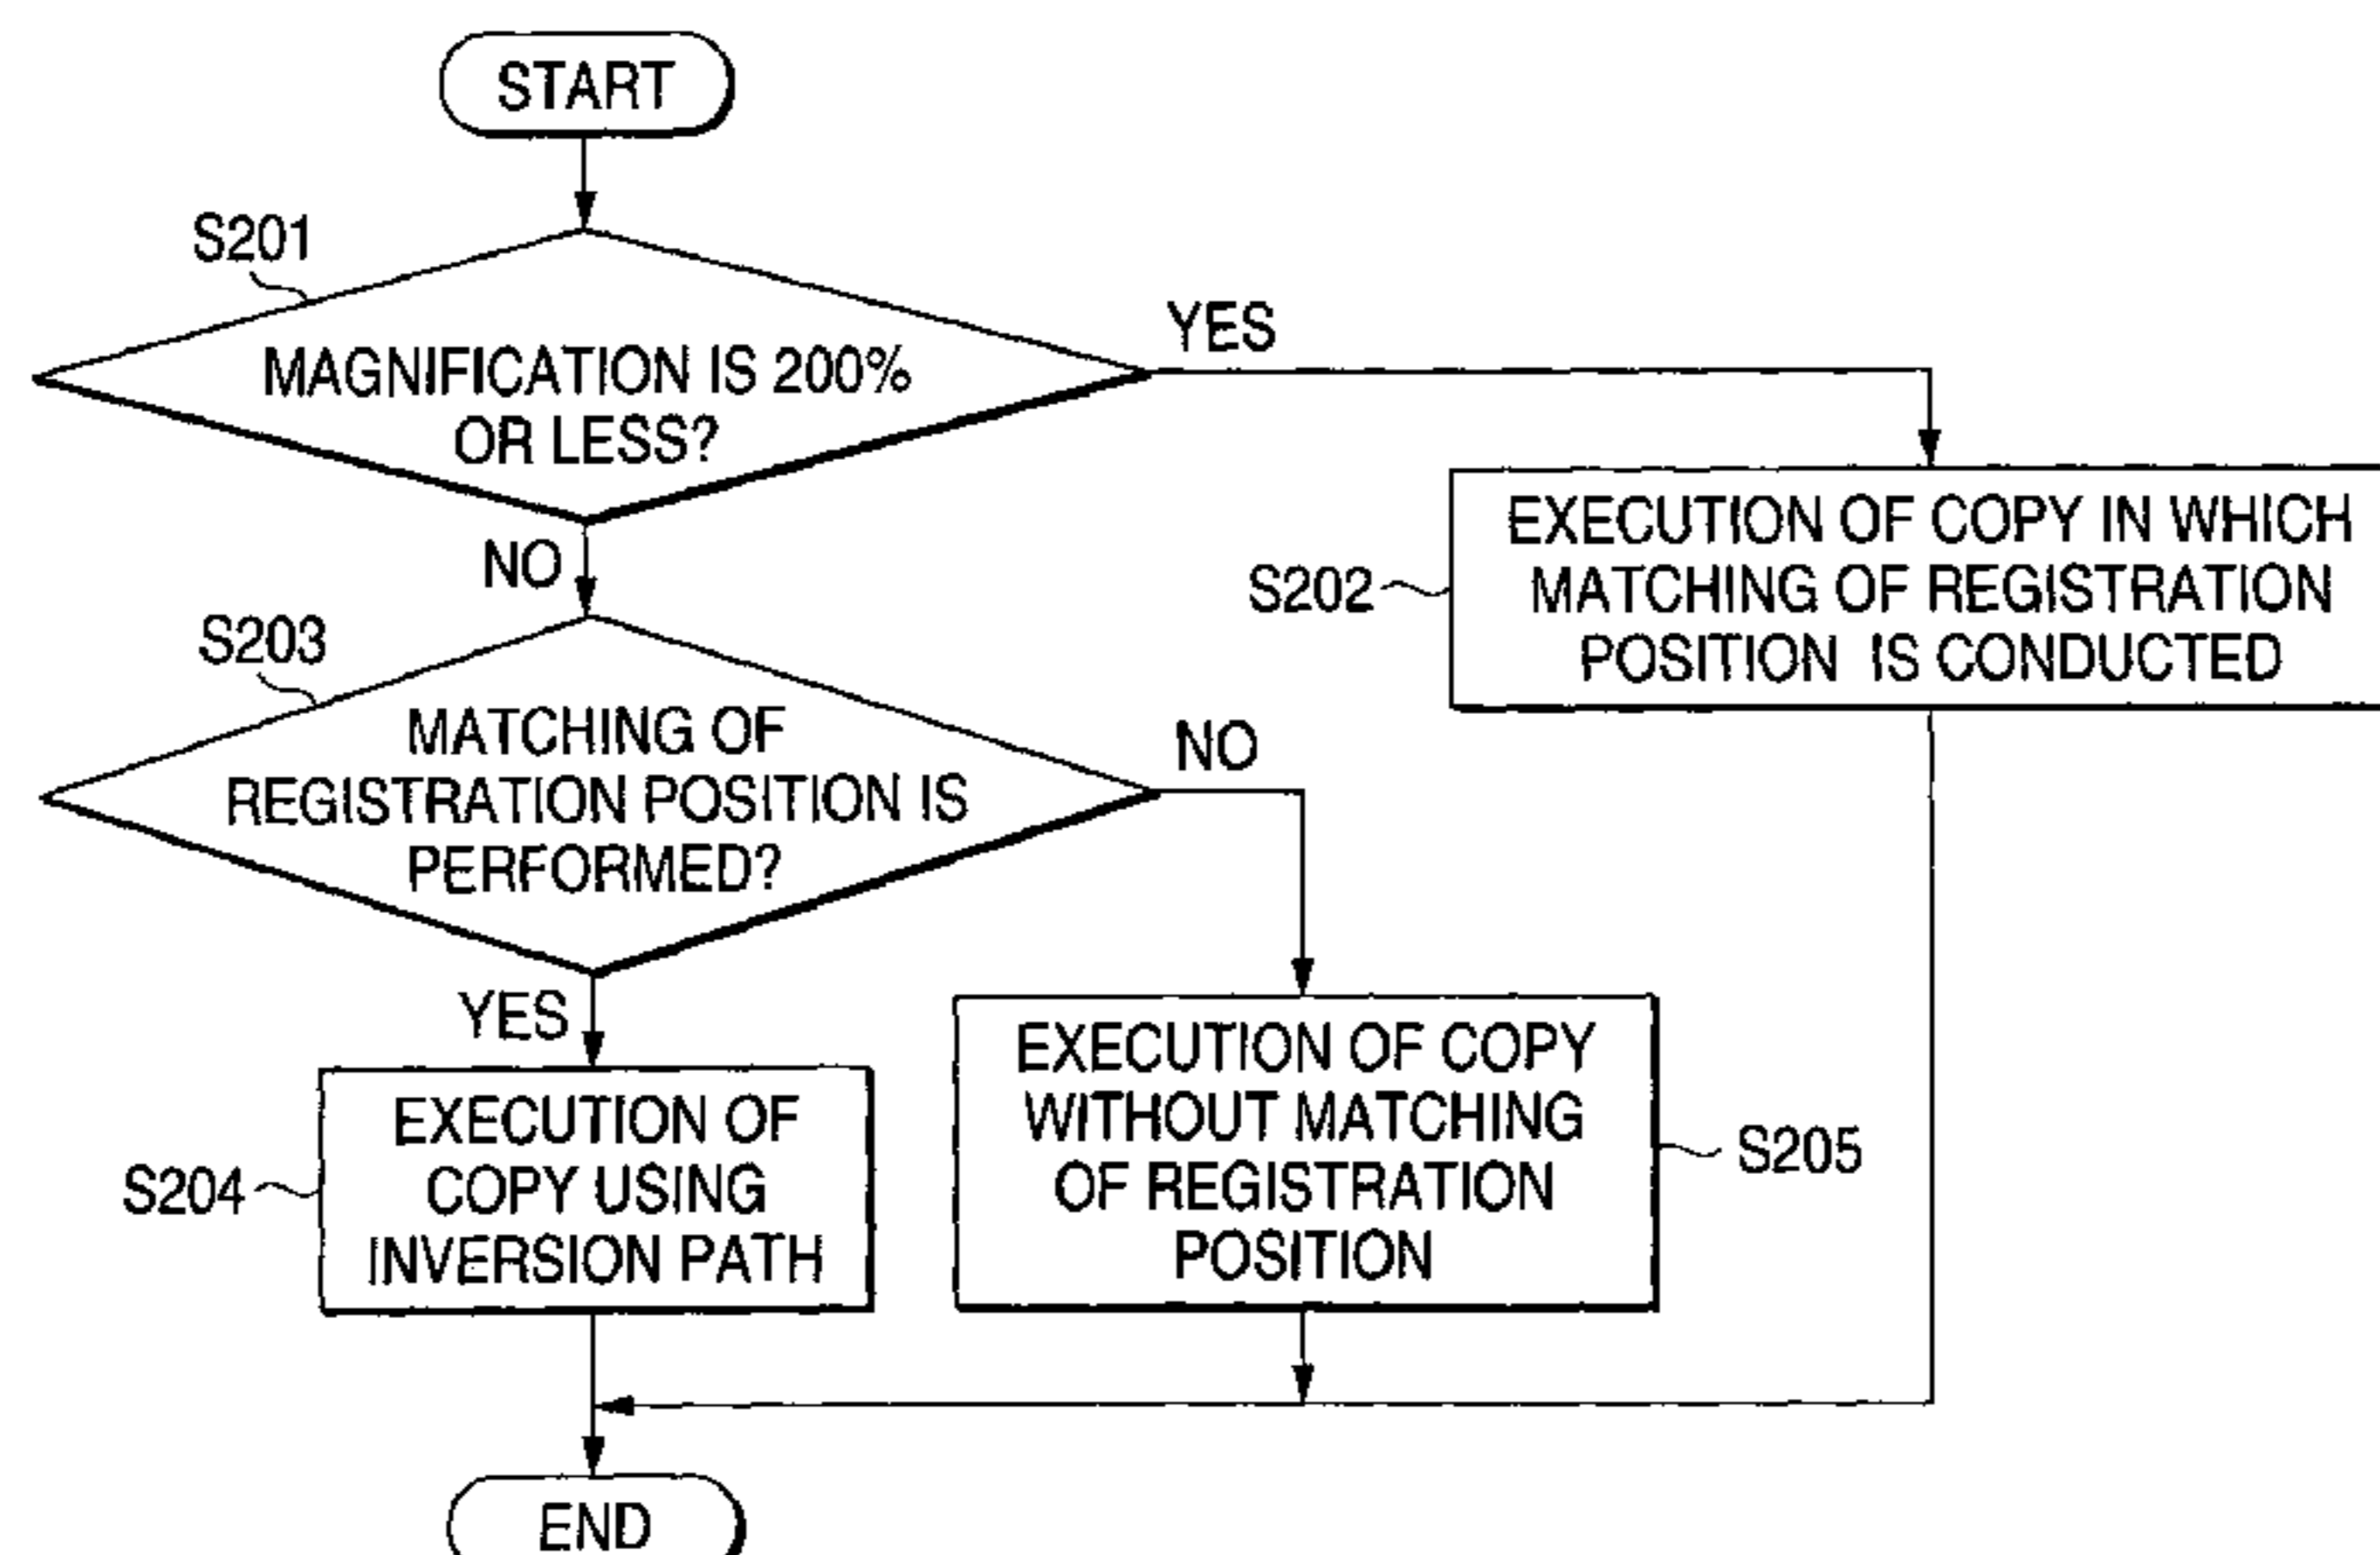 START
S201
MAGNIFICATION IS 200%
OR LESS?
YES
NO
EXECUTION OF COPY IN WHICH
MATCHING OF REGISTRATION
POSITION IS CONDUCTED
S202
S203
MATCHING OF
REGISTRATION POSITION IS
PERFORMED?
NO
YES
EXECUTION OF
COPY USING
INVERSION PATH
S204
EXECUTION OF COPY
WITHOUT MATCHING
OF REGISTRATION
POSITION
S205
END